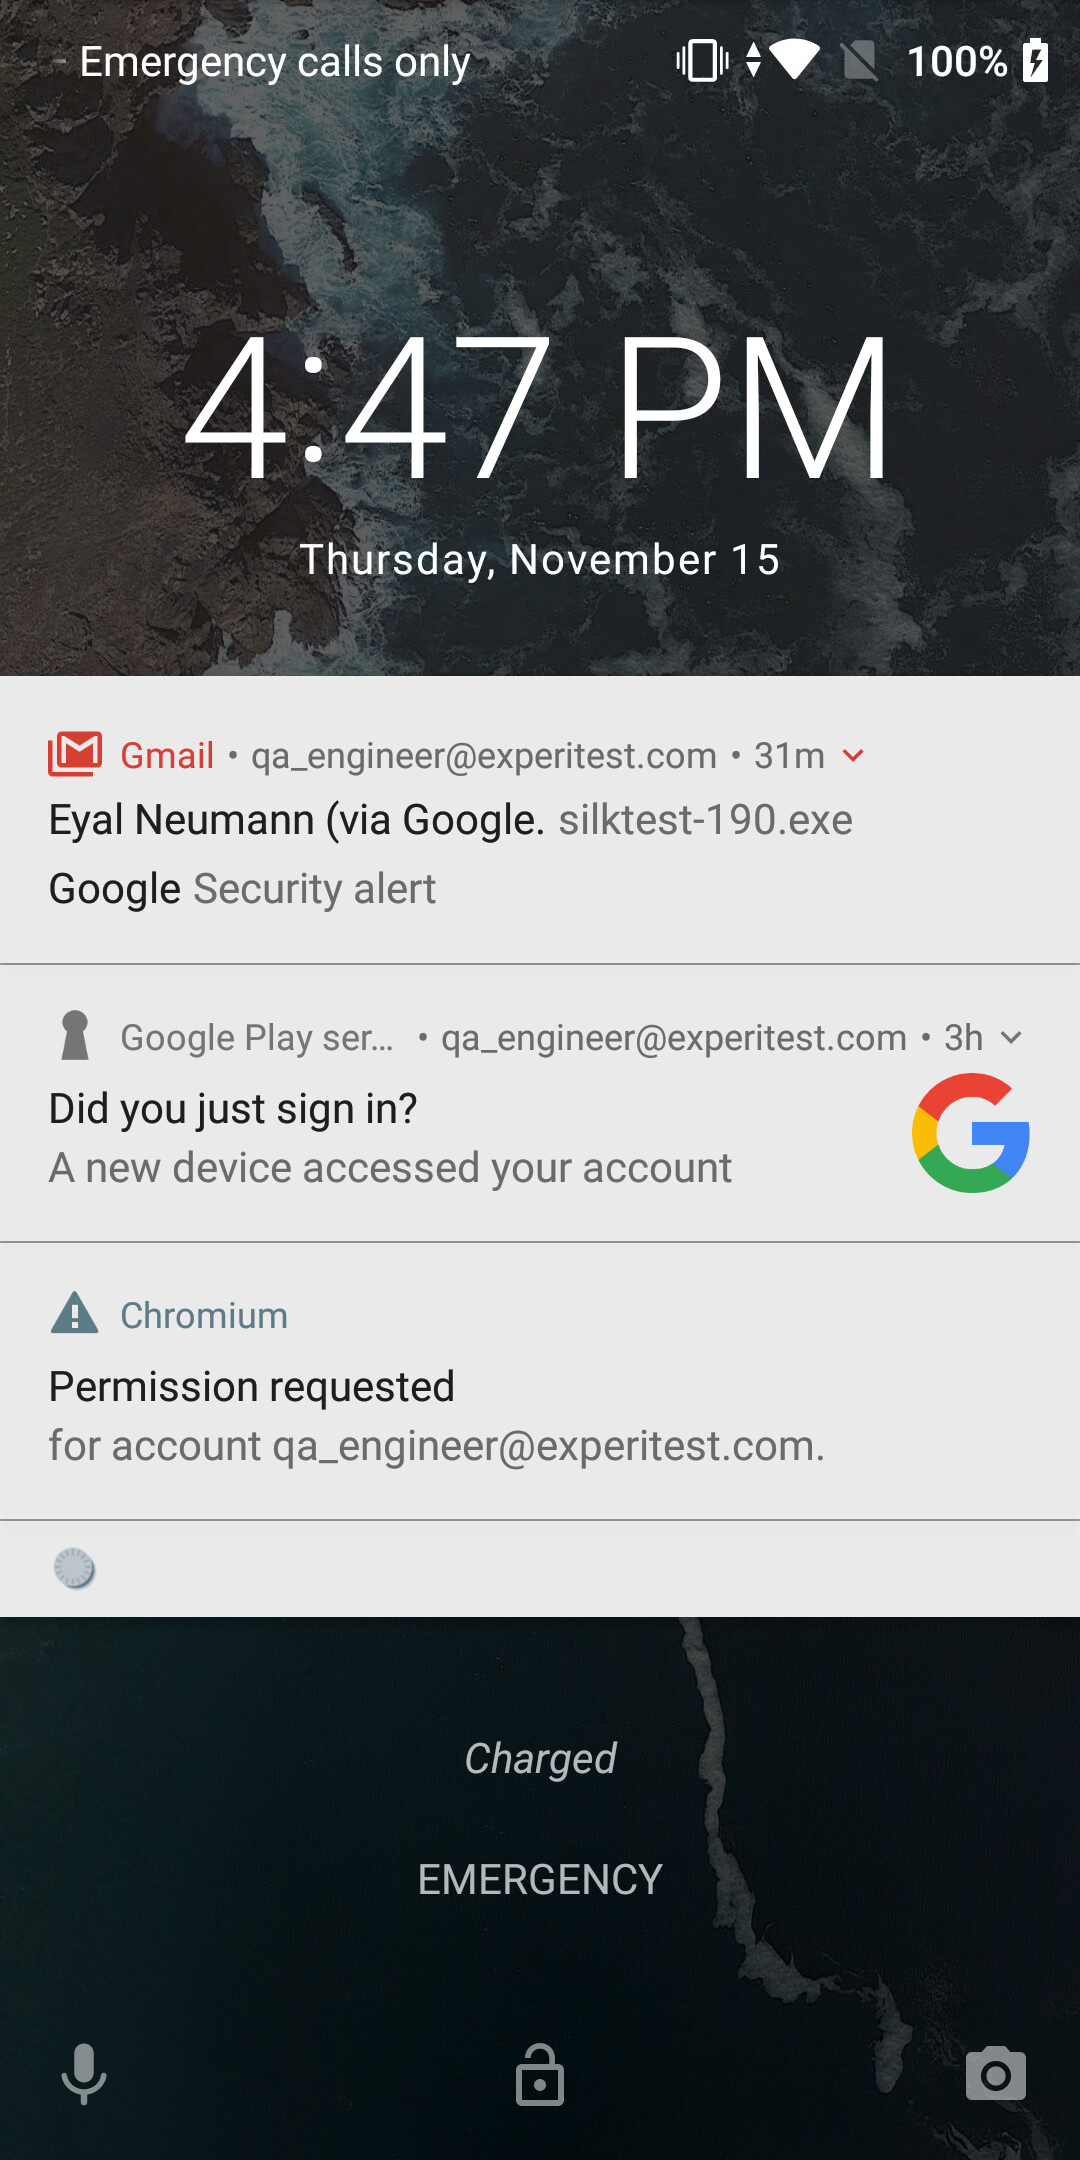 Emergency calls only 100%
4:47 PM
Thursday, November 15
Gmail • qa_engineer@experitest.com • 31m
Eyal Neumann (via Google. silktest-190.exe
Google Security alert
Google Play ser... • qa_engineer@experitest.com • 3h
Did you just sign in?
A new device accessed your account
Chromium
Permission requested
for account qa_engineer@experitest.com.
Charged
EMERGENCY